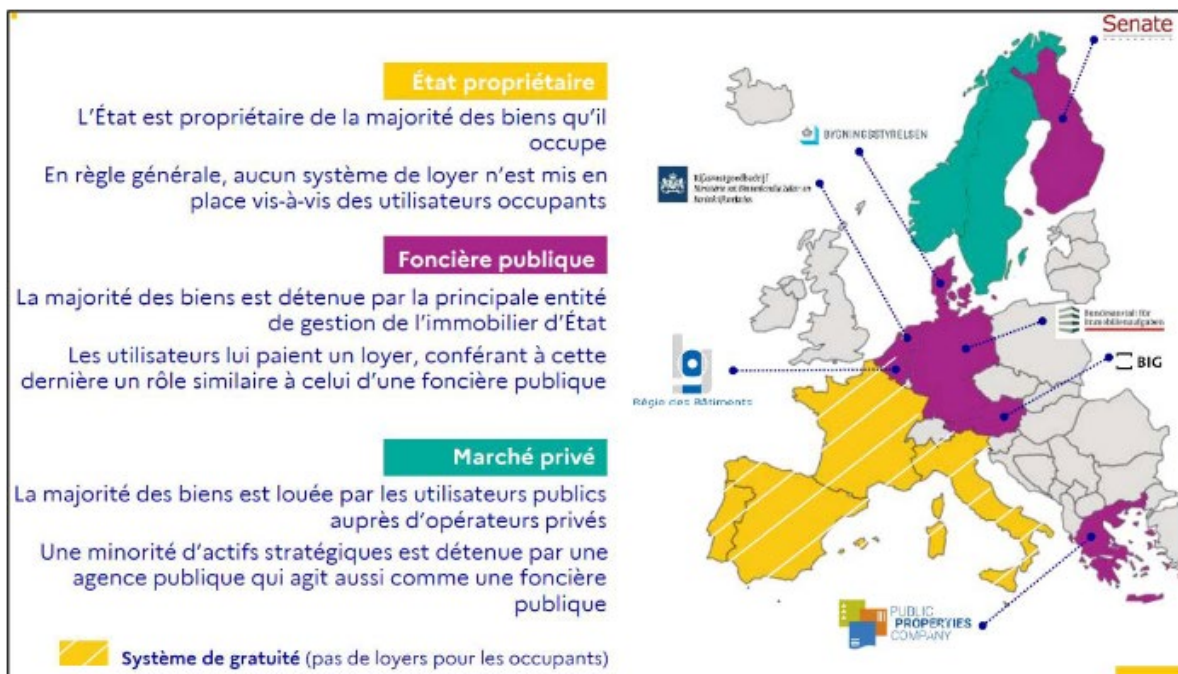 État propriétaire
L'État est propriétaire de la majorité des biens qu'il
occupe
En règle générale, aucun système de loyer n'est mis en
place vis-à-vis des utilisateurs occupants
Foncière publique
La majorité des biens est détenue par la principale entité
de gestion de l'immobilier d'État
Les utilisateurs lui paient un loyer, conférant à cette
dernière un rôle similaire à celui d'une foncière publique
Marché privé
La majorité des biens est louée par les utilisateurs publics
auprès d'opérateurs privés
Une minorité d'actifs stratégiques est détenue par une
agence publique qui agit aussi comme une foncière
publique
Système de gratuité (pas de loyers pour les occupants)
Senate
BYGNINGSSTYRELSEN
Bundesanstalt für
Immobilienaufgaben
BIG
Régie des Bâtiments
PUBLIC
PROPERTIES
COMPANY